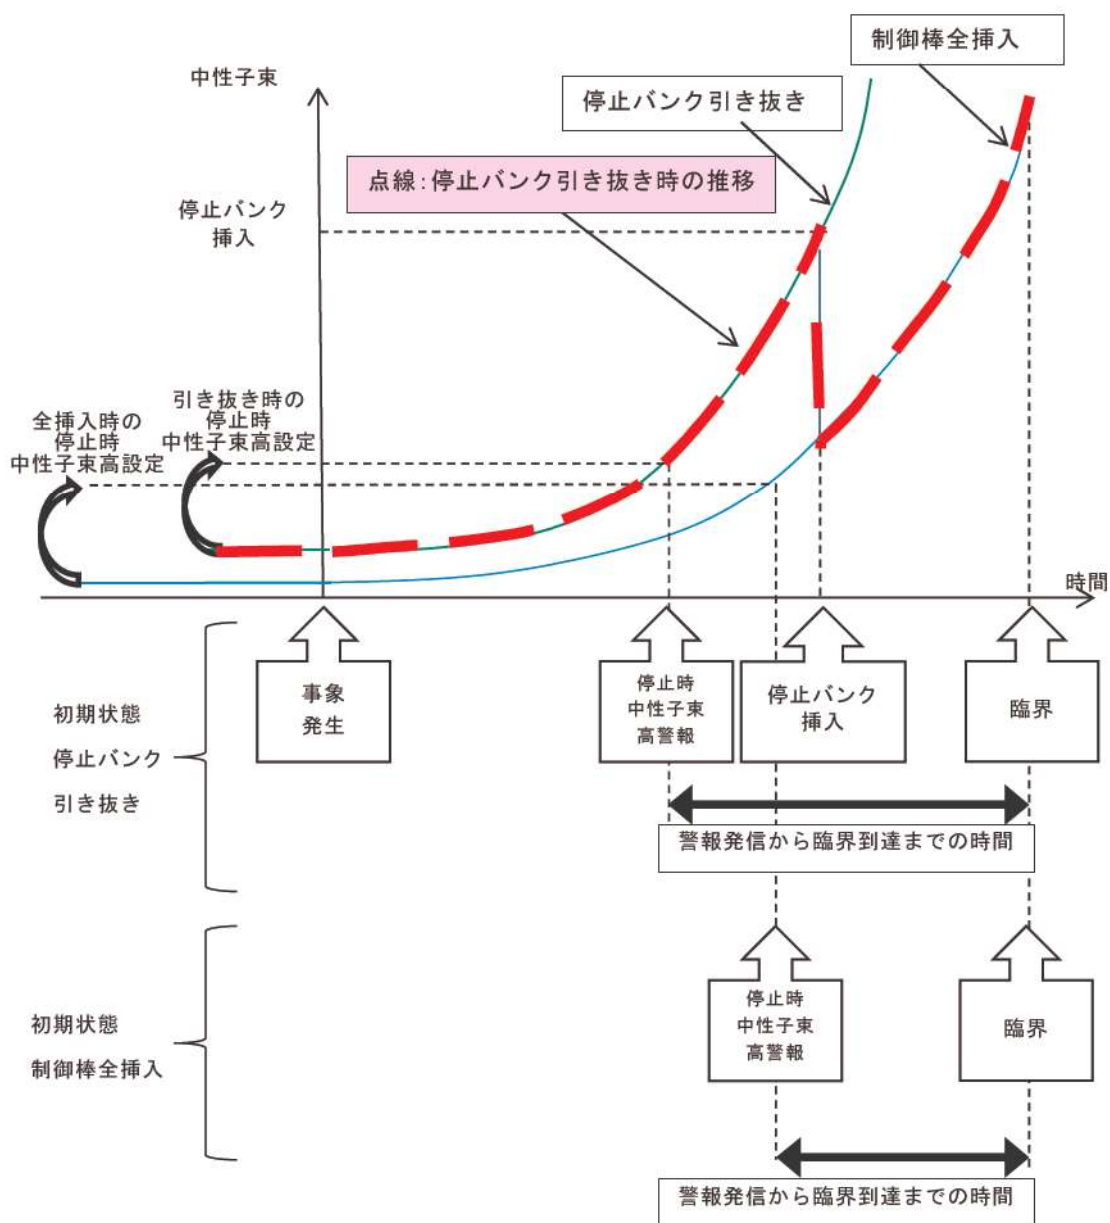 制御棒全挿入
中性子束
停止バンク引き抜き
点線:停止バンク引き抜き時の推移
停止バンク
挿入
引き抜き時の
停止時
中性子束高設定
全挿入時の
停止時
中性子束高設定
時間
事象
発生
停止時
中性子束
高警報
停止バンク
挿入
臨界
初期状態
停止バンク
引き抜き
警報発信から臨界到達までの時間
停止時
中性子束
高警報
臨界
初期状態
制御棒全挿入
警報発信から臨界到達までの時間